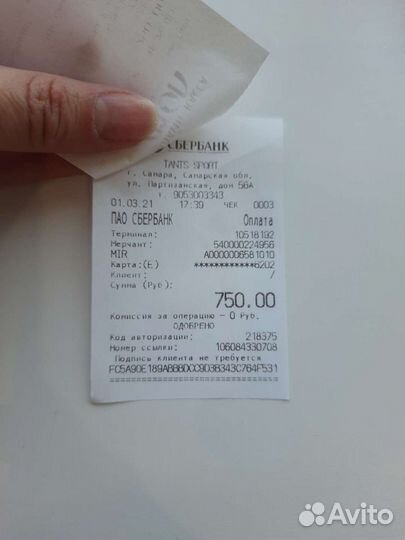 СБЕРБАНК
TANTS SPORT
г. Самара, Самарская обл.
ул. Партизанская, дом 56А
т. 9053003343
01.03.21 17:39 ЧЕК 0003
ПАО СБЕРБАНК Оплата
Терминал: 10518192
Мерчант: 540000224956
MIR A0000006581010
Карта:(E) ************6202
Клиент: /
Сумма (Руб):
750.00
Комиссия за операцию – 0 Руб.
ОДОБРЕНО
Код авторизации: 218375
Номер ссылки: 106084330708
Подпись клиента не требуется
FC5A90E189ABBBDCC903B343C764F531
Avito